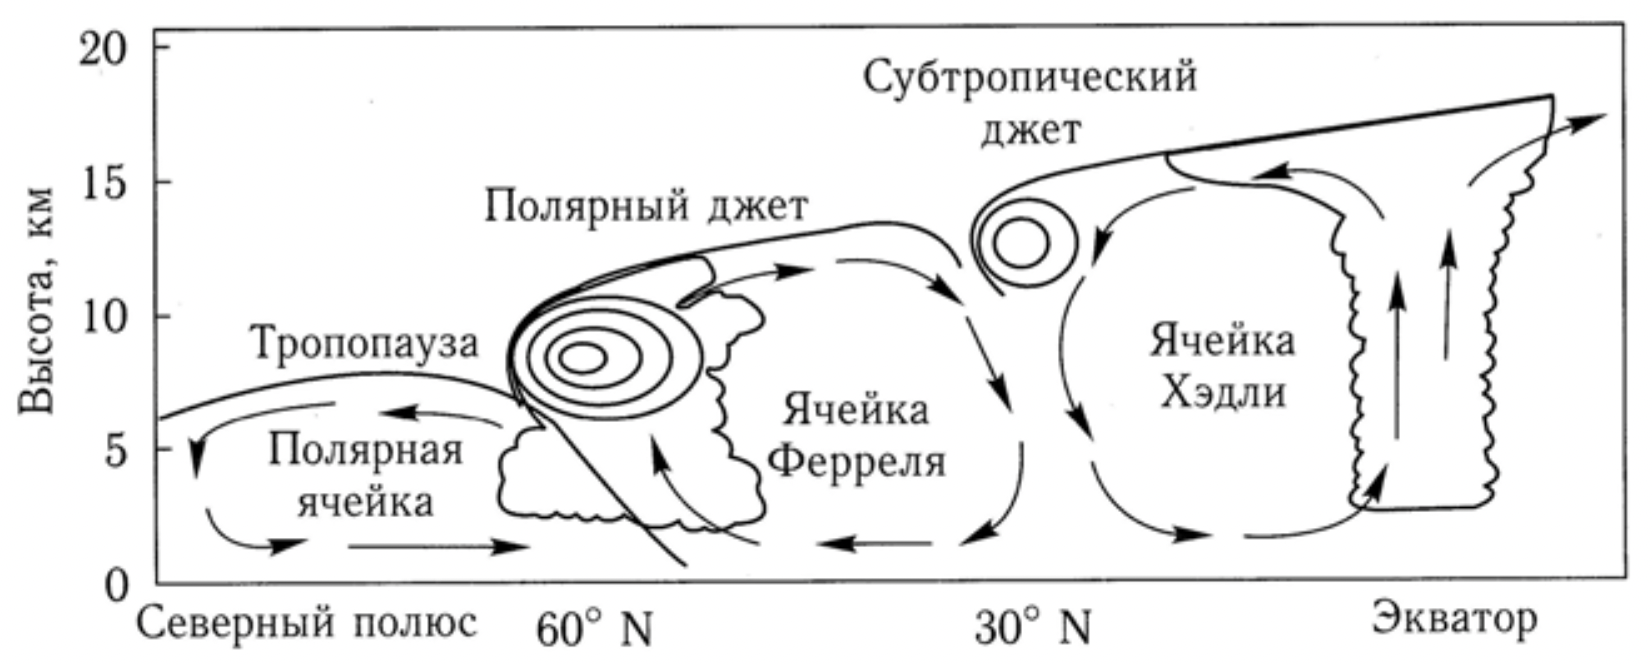 Высота, км
20
15
10
5
0
Субтропический
джет
Полярный джет
Тропопауза
Полярная
ячейка
Ячейка
Ферреля
Ячейка
Хэдли
Северный полюс
60° N
30° N
Экватор